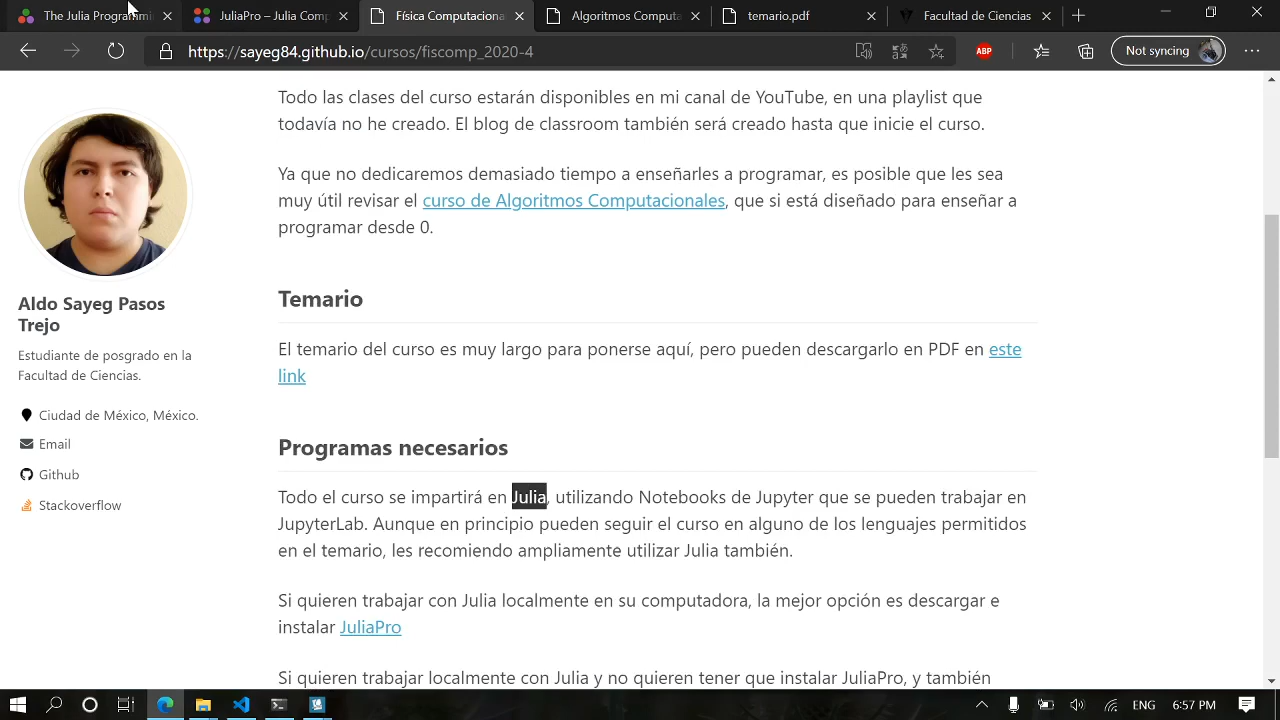 The Julia Programmi
JuliaPro – Julia Comp
Física Computaciona
Algoritmos Computa
temario.pdf
Facultad de Ciencias
https://sayeg84.github.io/cursos/fiscomp_2020-4
ABP
Not syncing
Todo las clases del curso estarán disponibles en mi canal de YouTube, en una playlist que
todavía no he creado. El blog de classroom también será creado hasta que inicie el curso.
Ya que no dedicaremos demasiado tiempo a enseñarles a programar, es posible que les sea
muy útil revisar el curso de Algoritmos Computacionales, que si está diseñado para enseñar a
programar desde 0.
Aldo Sayeg Pasos
Trejo
Estudiante de posgrado en la
Facultad de Ciencias.
Ciudad de México, México.
Email
Github
Stackoverflow
Temario
El temario del curso es muy largo para ponerse aquí, pero pueden descargarlo en PDF en este
link
Programas necesarios
Todo el curso se impartirá en Julia, utilizando Notebooks de Jupyter que se pueden trabajar en
JupyterLab. Aunque en principio pueden seguir el curso en alguno de los lenguajes permitidos
en el temario, les recomiendo ampliamente utilizar Julia también.
Si quieren trabajar con Julia localmente en su computadora, la mejor opción es descargar e
instalar JuliaPro
Si quieren trabajar localmente con Julia y no quieren tener que instalar JuliaPro, y también
ENG
6:57 PM